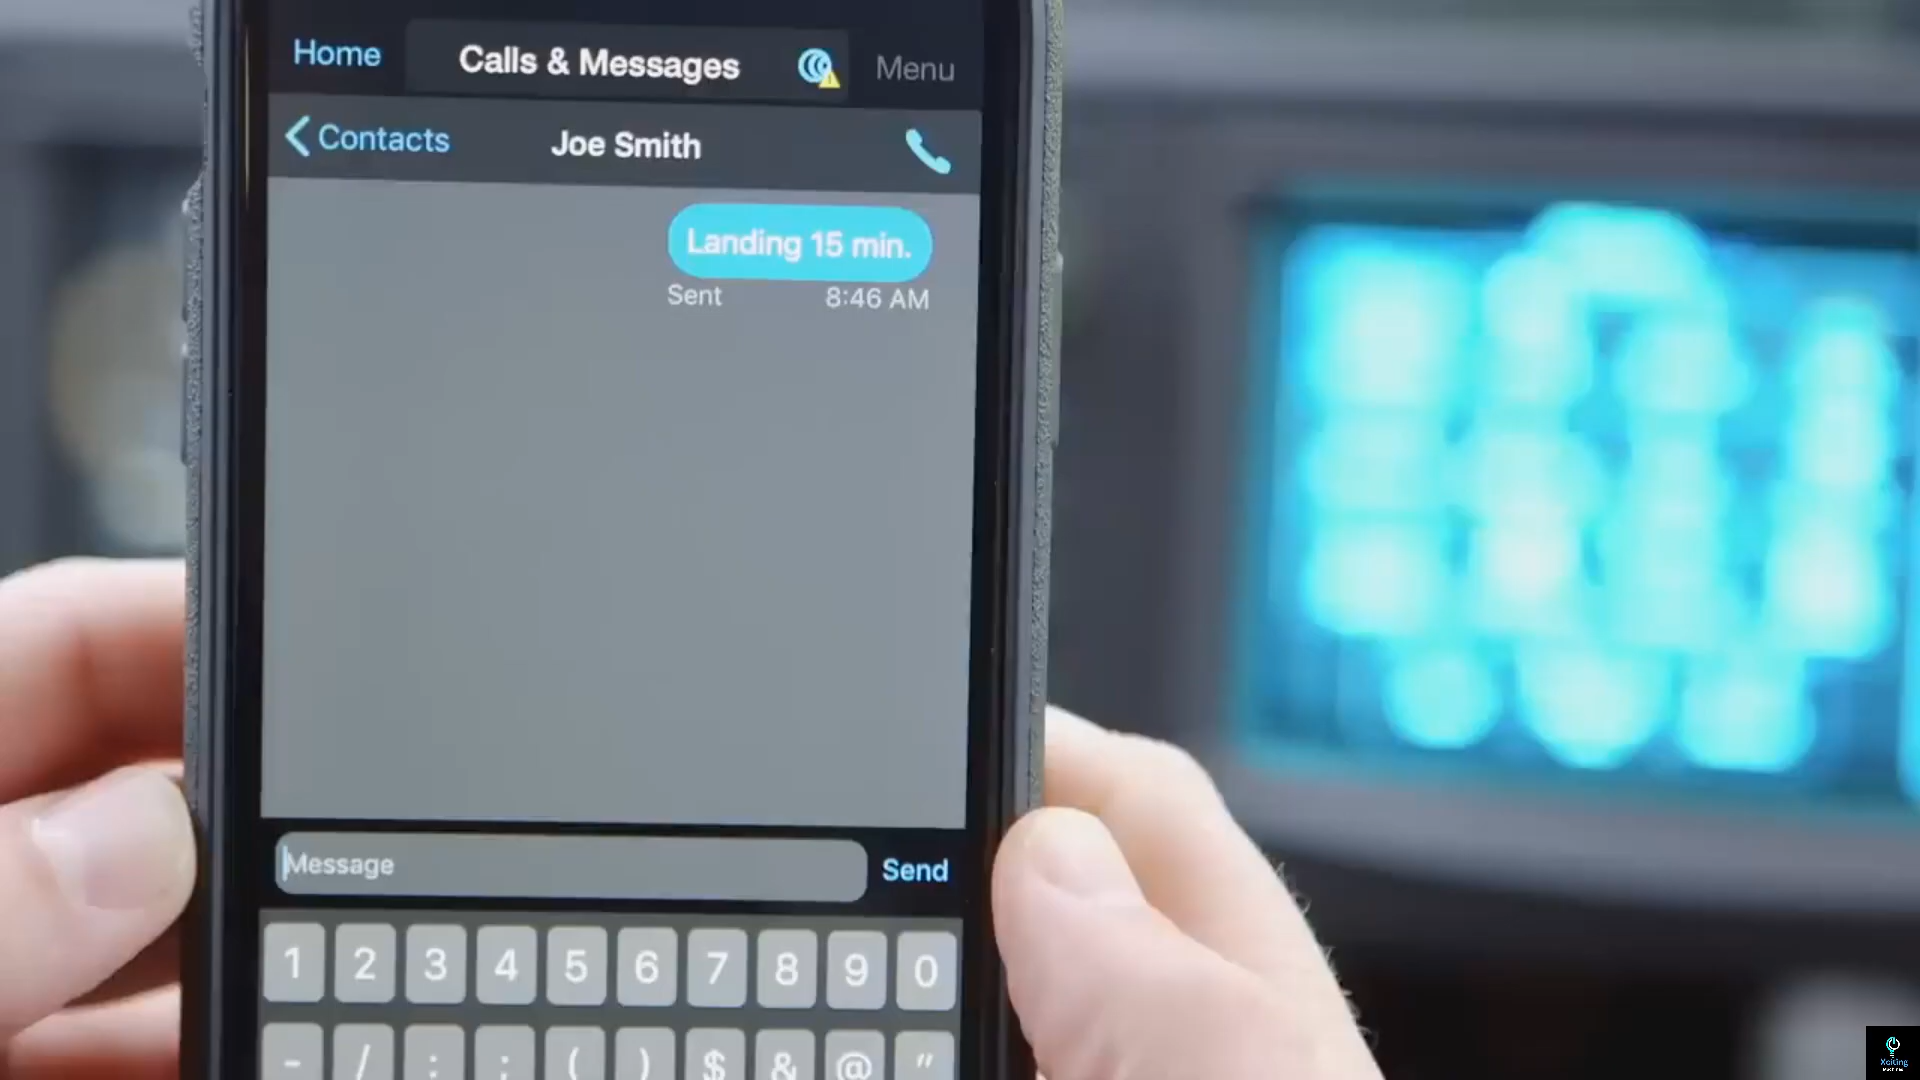 Home
Calls & Messages
Menu
Contacts
Joe Smith
Landing 15 min.
Sent 8:46 AM
Message
Send
1 2 3 4 5 6 7 8 9 0
- / : ; ( ) $ & @ "
Xciting